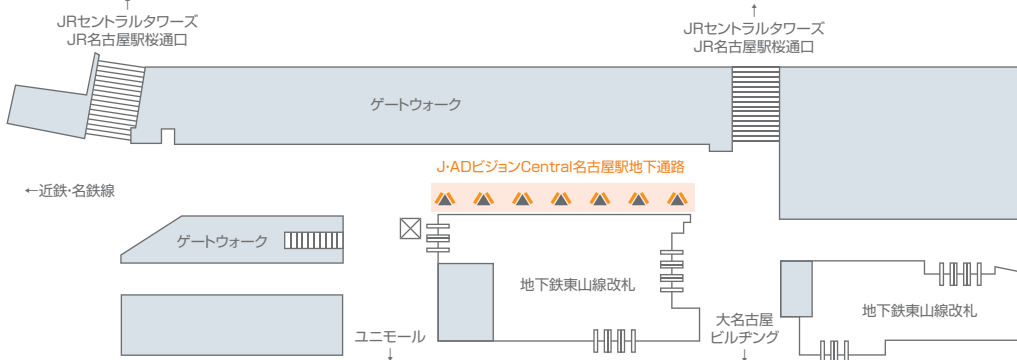 ↑
JRセントラルタワーズ
JR名古屋駅桜通口
↑
JRセントラルタワーズ
JR名古屋駅桜通口
ゲートウォーク
J・ADビジョンCentral名古屋駅地下通路
←近鉄・名鉄線
ゲートウォーク
地下鉄東山線改札
地下鉄東山線改札
ユニモール
↓
大名古屋
ビルヂング
↓